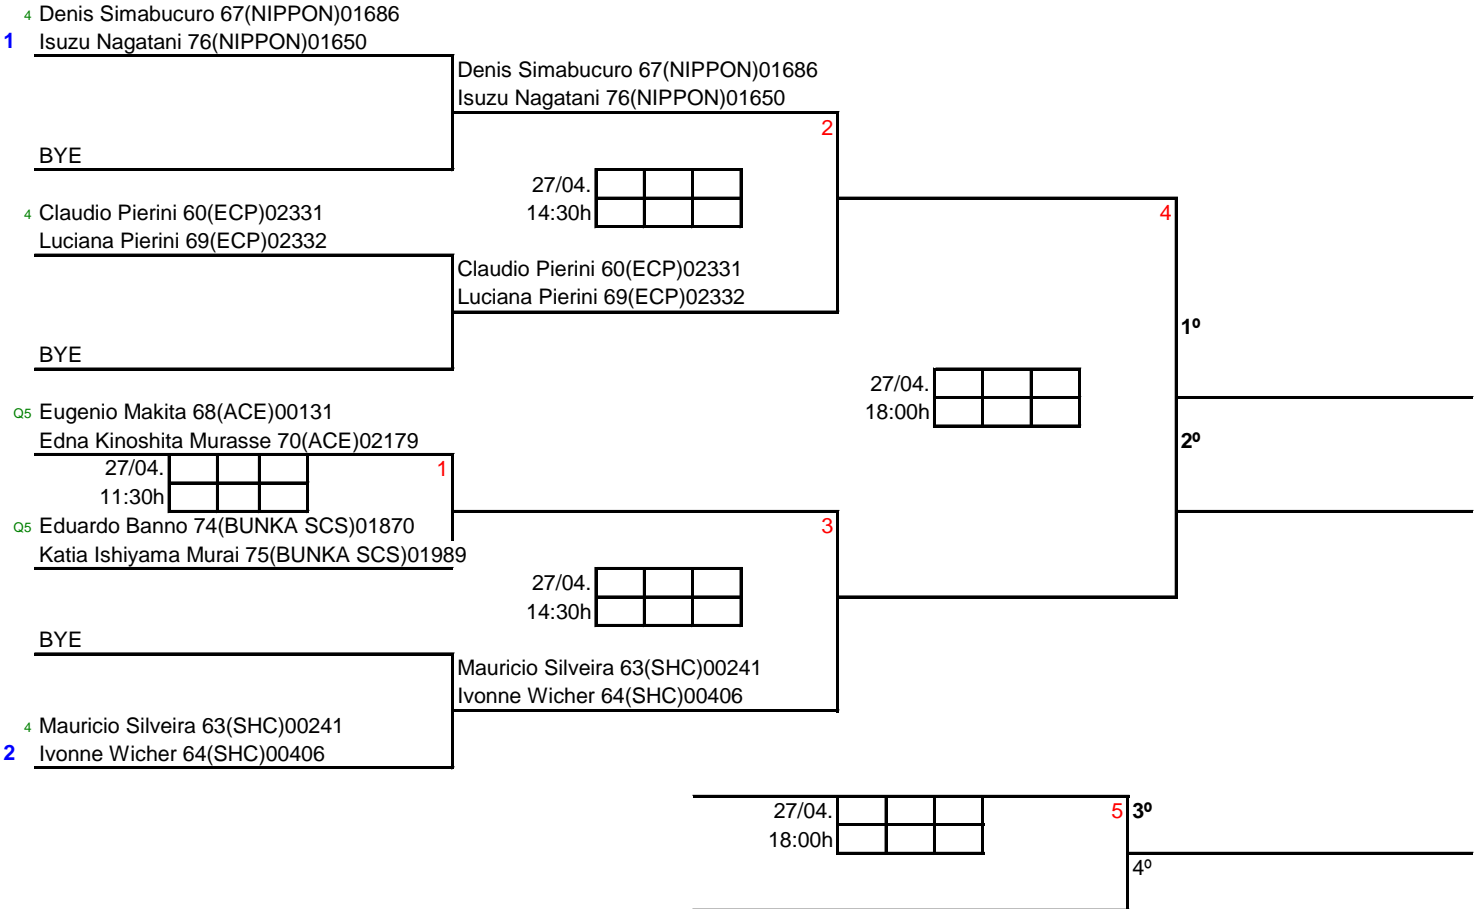 4 Denis Simabucuro 67(NIPPON)01686
1 Isuzu Nagatani 76(NIPPON)01650
Denis Simabucuro 67(NIPPON)01686
Isuzu Nagatani 76(NIPPON)01650
2
BYE
27/04.
14:30h
4 Claudio Pierini 60(ECP)02331
Luciana Pierini 69(ECP)02332
4
Claudio Pierini 60(ECP)02331
Luciana Pierini 69(ECP)02332
1º
BYE
27/04.
18:00h
Q5 Eugenio Makita 68(ACE)00131
Edna Kinoshita Murasse 70(ACE)02179
2º
27/04.
11:30h
1
Q5 Eduardo Banno 74(BUNKA SCS)01870
Katia Ishiyama Murai 75(BUNKA SCS)01989
3
27/04.
14:30h
BYE
Mauricio Silveira 63(SHC)00241
Ivonne Wicher 64(SHC)00406
4 Mauricio Silveira 63(SHC)00241
2 Ivonne Wicher 64(SHC)00406
27/04.
18:00h
5 3º
4º